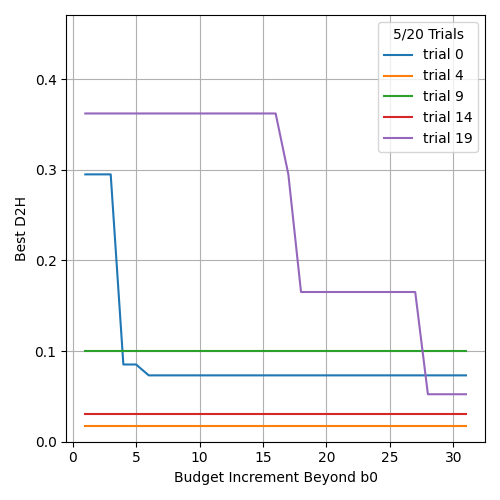 5/20 Trials
trial 0
trial 4
trial 9
trial 14
trial 19
Best D2H
0.4
0.3
0.2
0.1
0.0
0 5 10 15 20 25 30
Budget Increment Beyond b0